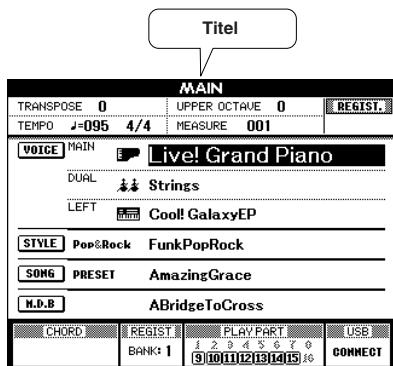 Titel
MAIN
TRANSPOSE 0 UPPER OCTAVE 0 REGIST.
TEMPO ♩=095 4/4 MEASURE 001
VOICE MAIN Live! Grand Piano
DUAL Strings
LEFT Cool! GalaxyEP
STYLE Pop&Rock FunkPopRock
SONG PRESET AmazingGrace
M.D.B ABridgeToCross
CHORD REGIST PLAY PART USB
BANK: 1 1 2 3 4 5 6 7 8 CONNECT
9 10 11 12 13 14 15 16